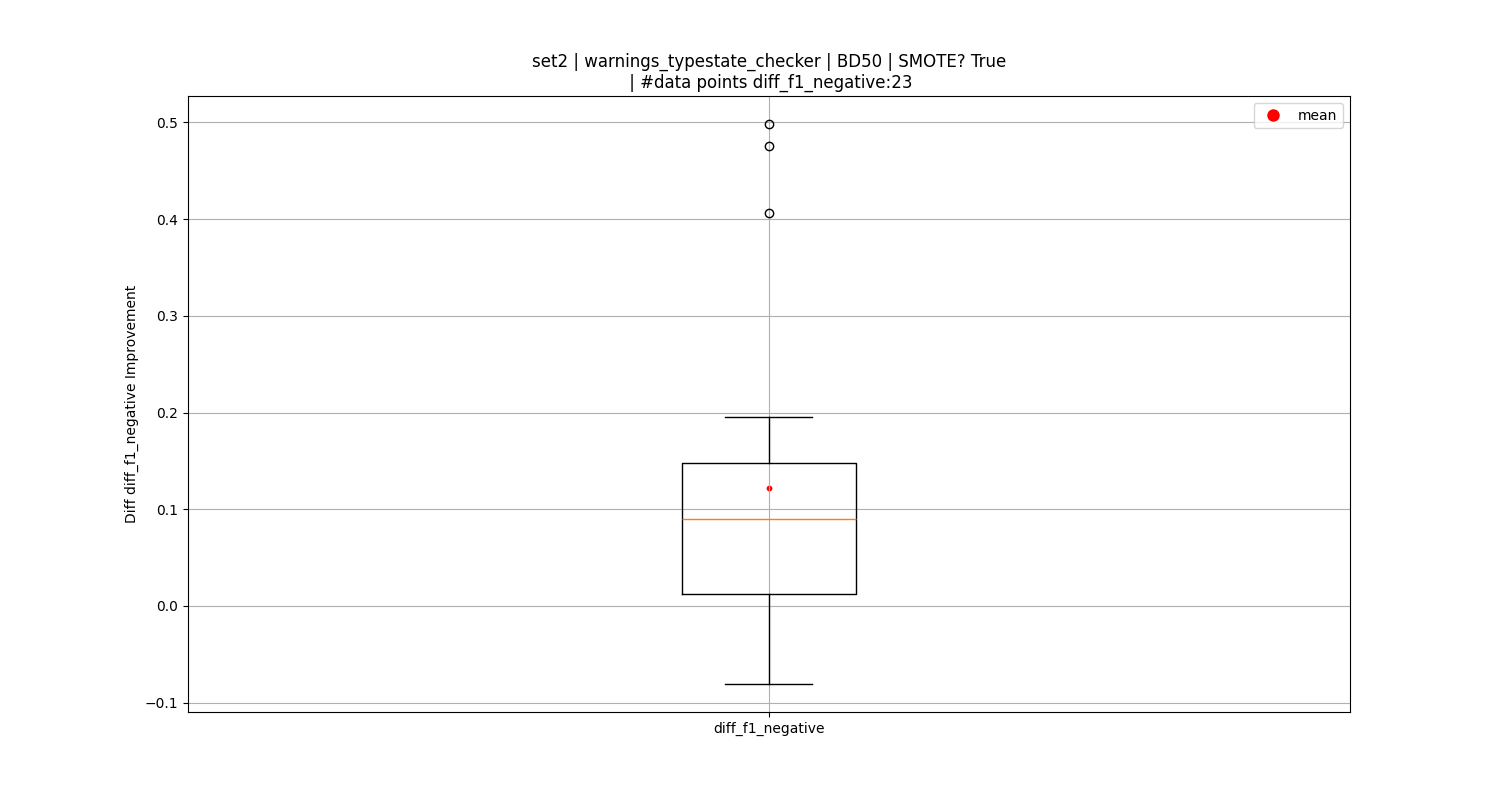 set2 | warnings_typestate_checker | BD50 | SMOTE? True
| #data points diff_f1_negative:23
mean
0.5
0.4
0.3
0.2
0.1
0.0
−0.1
Diff diff_f1_negative Improvement
diff_f1_negative